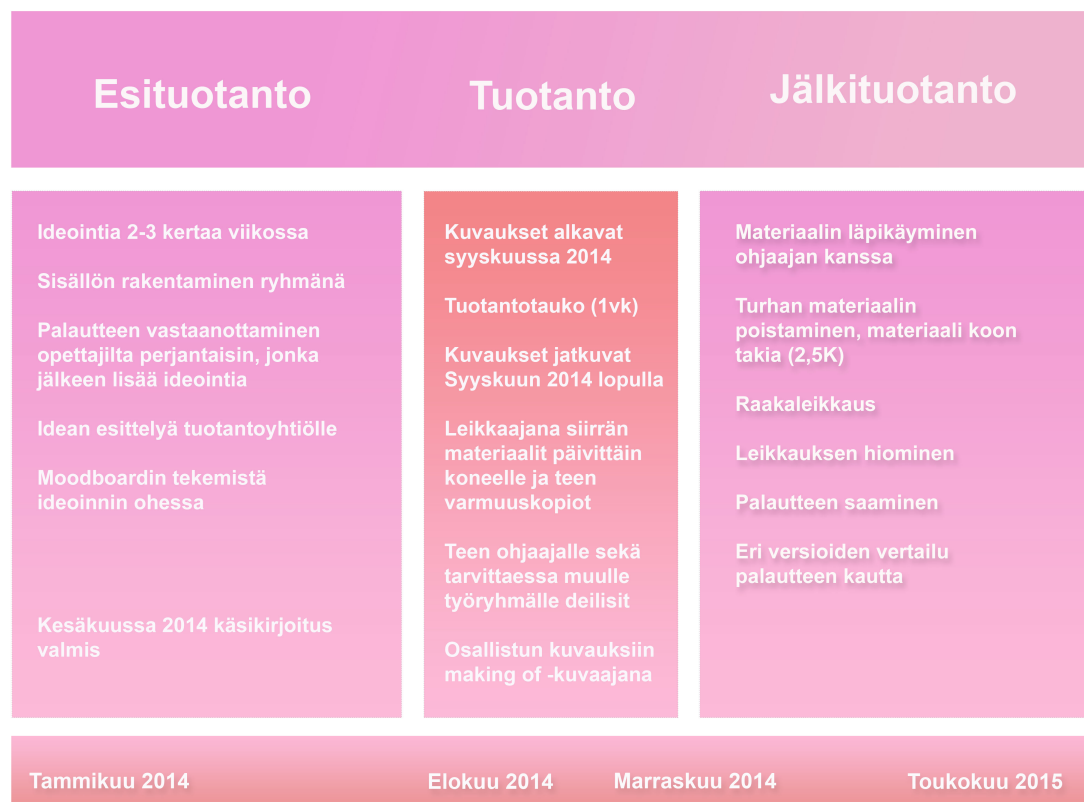 Esituotanto
Tuotanto
Jälkituotanto
Ideointia 2-3 kertaa viikossa
Sisällön rakentaminen ryhmänä
Palautteen vastaanottaminen
opettajilta perjantaisin, jonka
jälkeen lisää ideointia
Idean esittelyä tuotantoyhtiölle
Moodboardin tekemistä
ideoinnin ohessa
Kesäkuussa 2014 käsikirjoitus
valmis
Kuvaukset alkavat
syyskuussa 2014
Tuotantotauko (1vk)
Kuvaukset jatkuvat
Syyskuun 2014 lopulla
Leikkaajana siirrän
materiaalit päivittäin
koneelle ja teen
varmuuskopiot
Teen ohjaajalle sekä
tarvittaessa muulle
työryhmälle deilisit
Osallistun kuvauksiin
making of -kuvaajana
Materiaalin läpikäyminen
ohjaajan kanssa
Turhan materiaalin
poistaminen, materiaali koon
takia (2,5K)
Raakaleikkaus
Leikkauksen hiominen
Palautteen saaminen
Eri versioiden vertailu
palautteen kautta
Tammikuu 2014
Elokuu 2014
Marraskuu 2014
Toukokuu 2015